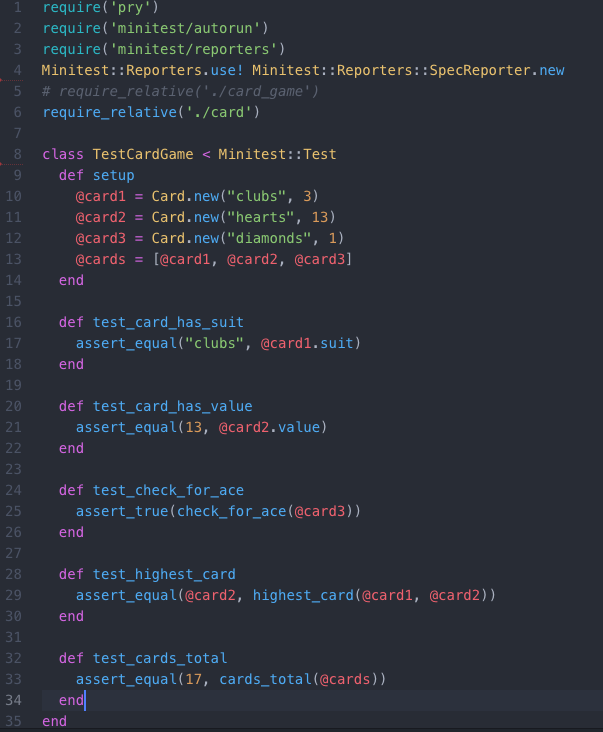 1 require('pry')
2 require('minitest/autorun')
3 require('minitest/reporters')
4 Minitest::Reporters.use! Minitest::Reporters::SpecReporter.new
5 # require_relative('./card_game')
6 require_relative('./card')
7
8 class TestCardGame < Minitest::Test
9   def setup
10     @card1 = Card.new("clubs", 3)
11     @card2 = Card.new("hearts", 13)
12     @card3 = Card.new("diamonds", 1)
13     @cards = [@card1, @card2, @card3]
14   end
15
16   def test_card_has_suit
17     assert_equal("clubs", @card1.suit)
18   end
19
20   def test_card_has_value
21     assert_equal(13, @card2.value)
22   end
23
24   def test_check_for_ace
25     assert_true(check_for_ace(@card3))
26   end
27
28   def test_highest_card
29     assert_equal(@card2, highest_card(@card1, @card2))
30   end
31
32   def test_cards_total
33     assert_equal(17, cards_total(@cards))
34   end
35 end